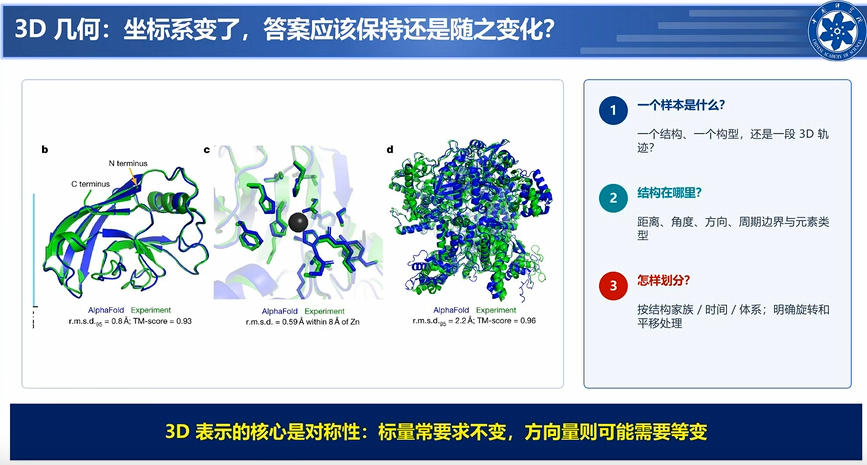 3D 几何：坐标系变了，答案应该保持还是随之变化？
b
N terminus
C terminus
AlphaFold Experiment
r.m.s.d.95 = 0.8 Å; TM-score = 0.93
c
AlphaFold Experiment
r.m.s.d. = 0.59 Å within 8 Å of Zn
d
AlphaFold Experiment
r.m.s.d.95 = 2.2 Å; TM-score = 0.96
1
一个样本是什么？
一个结构、一个构型，还是一段 3D 轨
迹？
2
结构在哪里？
距离、角度、方向、周期边界与元素类
型
3
怎样划分？
按结构家族 / 时间 / 体系；明确旋转和
平移处理
3D 表示的核心是对称性：标量常要求不变，方向量则可能需要等变